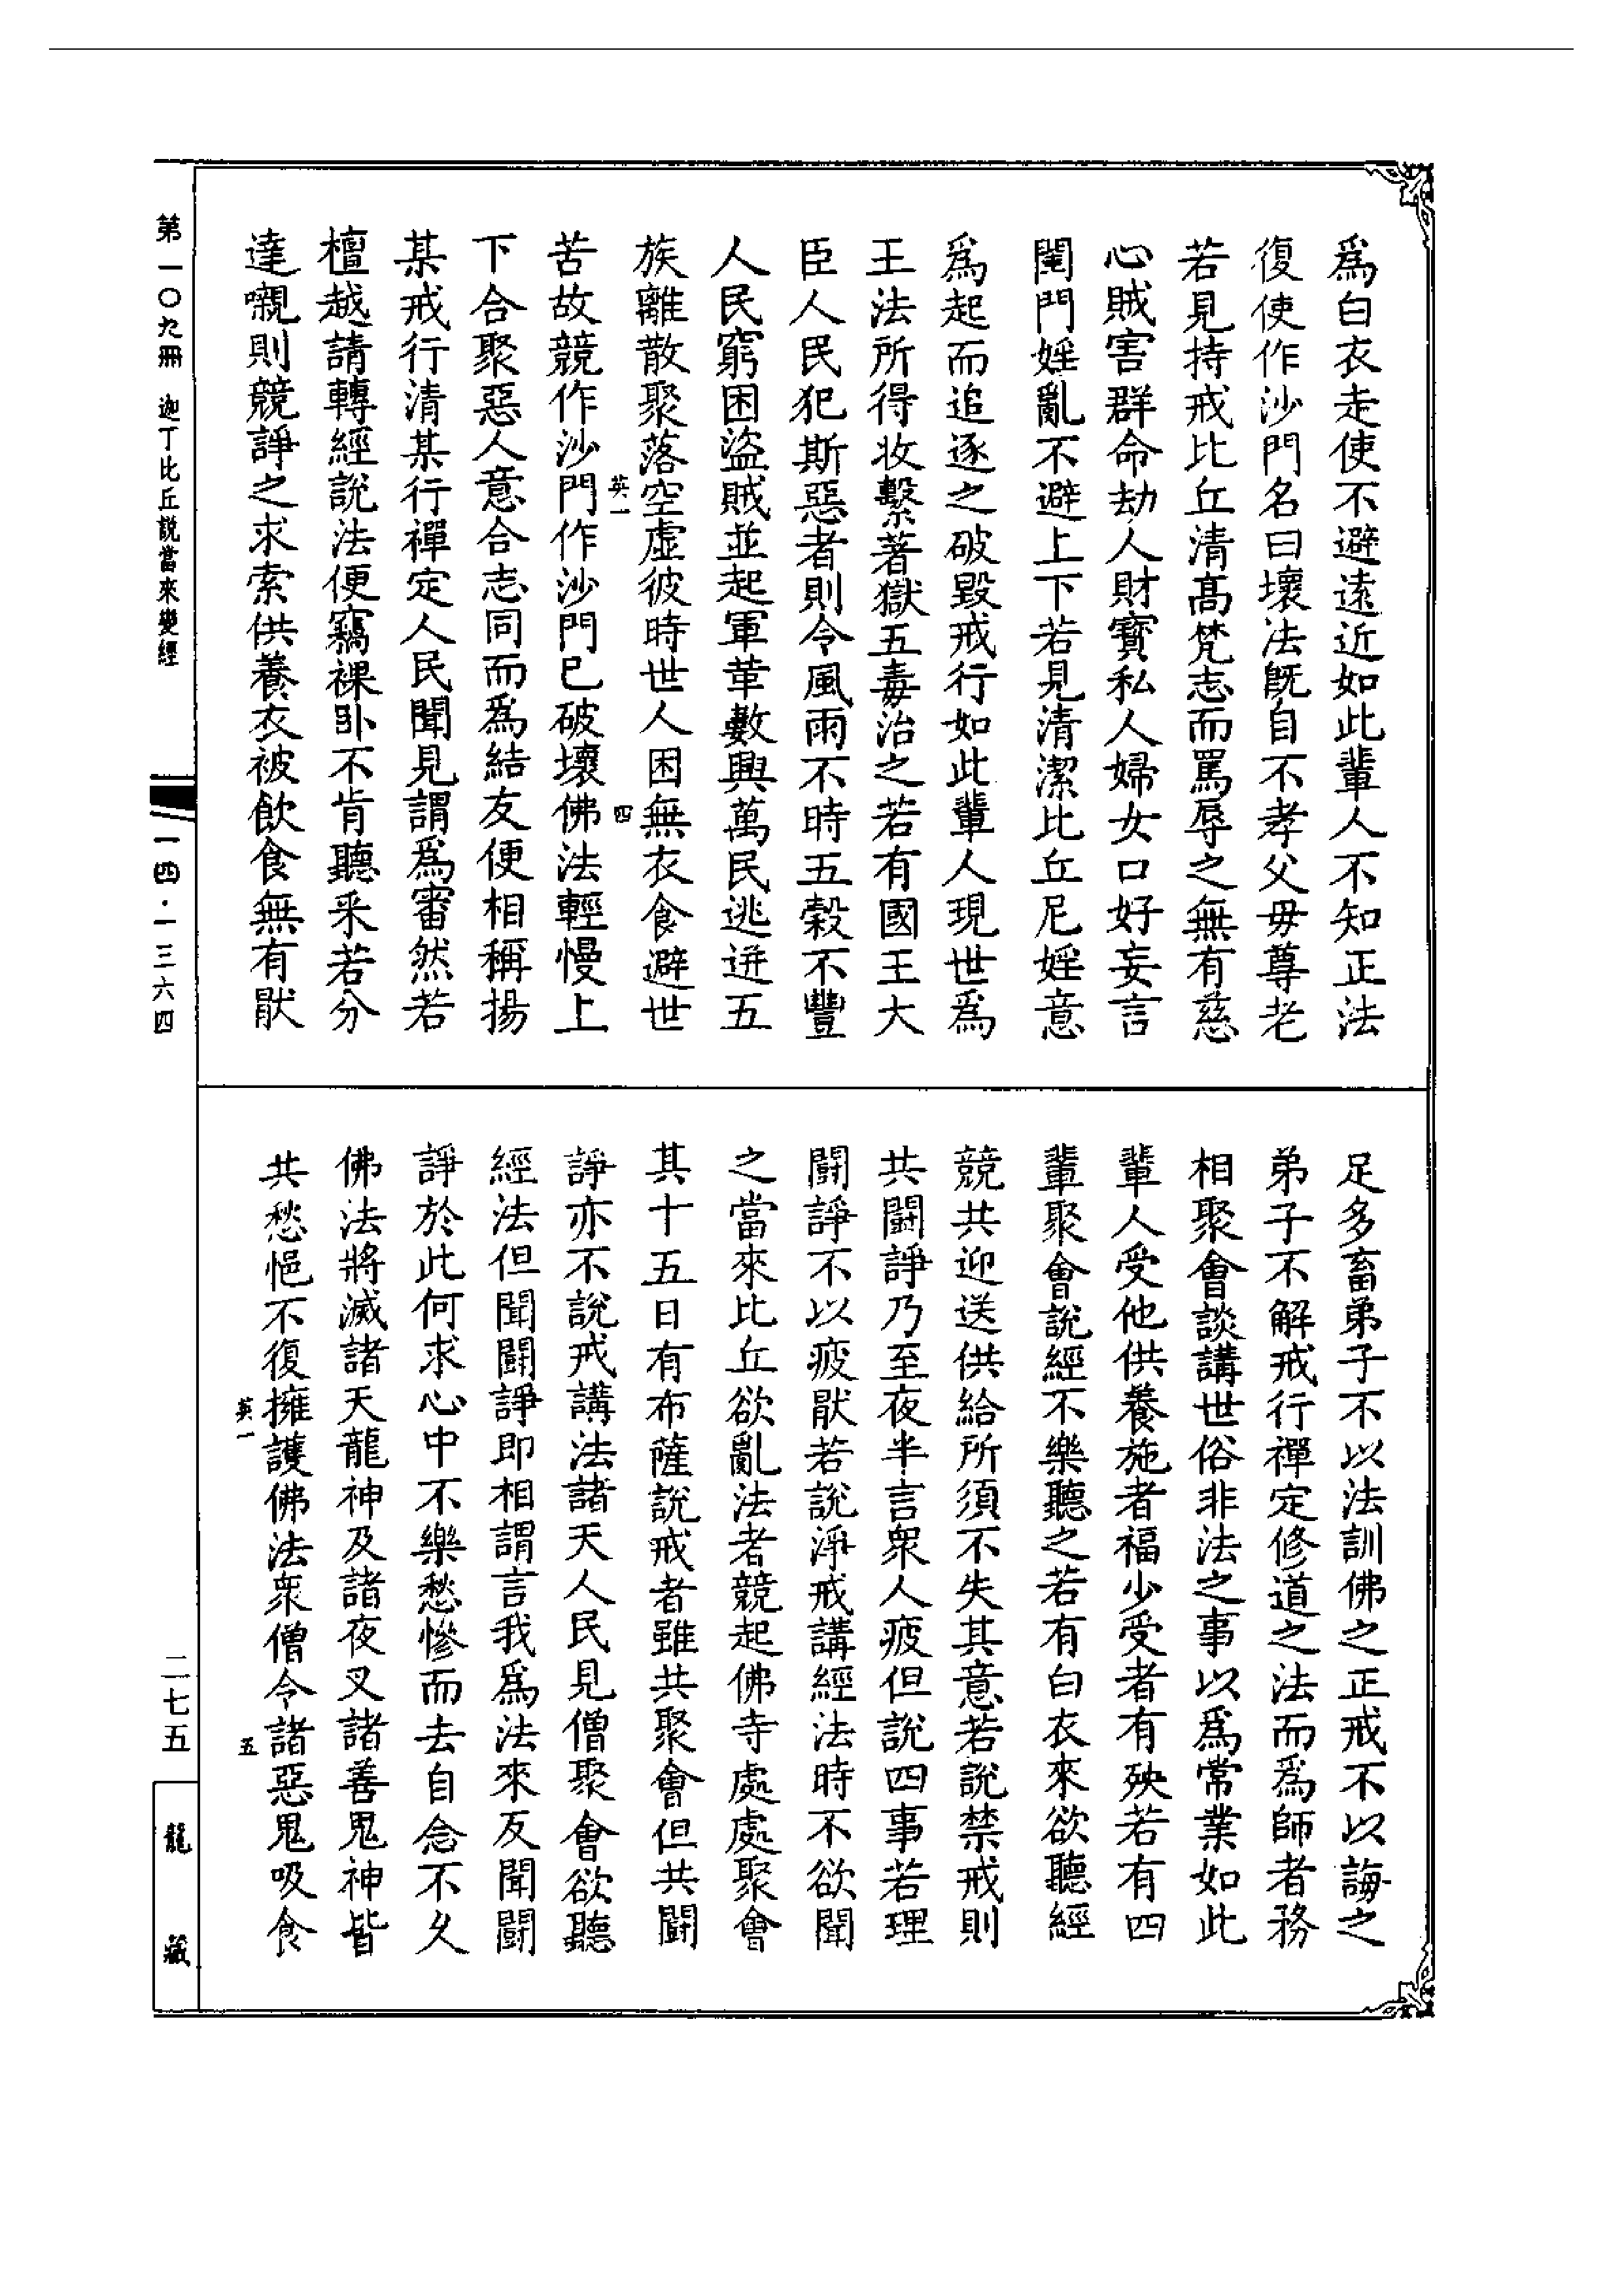 爲白衣走使不避遠近如此輩人不知正法
復使作沙門名曰壞法既自不孝父母尊老
若見持戒比丘清高梵志而罵辱之無有慈
心賊害群命劫人財寶私人婦女口好妄言
閨門婬亂不避上下若見清潔比丘尼婬意
爲起而追逐之破毀戒行如此輩人現世爲
王法所得收繫著獄五毒治之若有國王大
臣人民犯斯惡者則令風雨不時五穀不豐
人民窮困盜賊並起軍革數興萬民逃迸五
族離散聚落空虛彼時世人困無衣食避世
英一
四
苦故競作沙門作沙門已破壞佛法輕慢上
下合聚惡人意合志同而爲結友便相稱揚
某戒行清某行禪定人民聞見謂爲審然若
檀越請轉經說法便竊裸卧不肯聽釆若分
達嚫則競諍之求索供養衣被飲食無有猒
足多畜弟子不以法訓佛之正戒不以誨之
弟子不解戒行禪定修道之法而爲師者務
相聚會談講世俗非法之事以爲常業如此
輩人受他供養施者福少受者有殃若有四
輩聚會說經不樂聽之若有白衣來欲聽經
競共迎送供給所須不失其意若說禁戒則
共鬪諍乃至夜半言衆人疲但說四事若理
鬪諍不以疲猒若說淨戒講經法時不欲聞
之當來比丘欲亂法者競起佛寺處處聚會
其十五日有布薩說戒者雖共聚會但共鬪
諍亦不說戒講法諸天人民見僧聚會欲聽
經法但聞鬪諍即相謂言我爲法來反聞鬪
諍於此何求心中不樂愁慘而去自念不久
佛法將滅諸天龍神及諸夜叉諸善鬼神皆
共愁悒不復擁護佛法衆僧令諸惡鬼吸食
英一
五
第一〇九冊 迦丁比丘説當來變經
一四·一三六四
二七五
龍藏